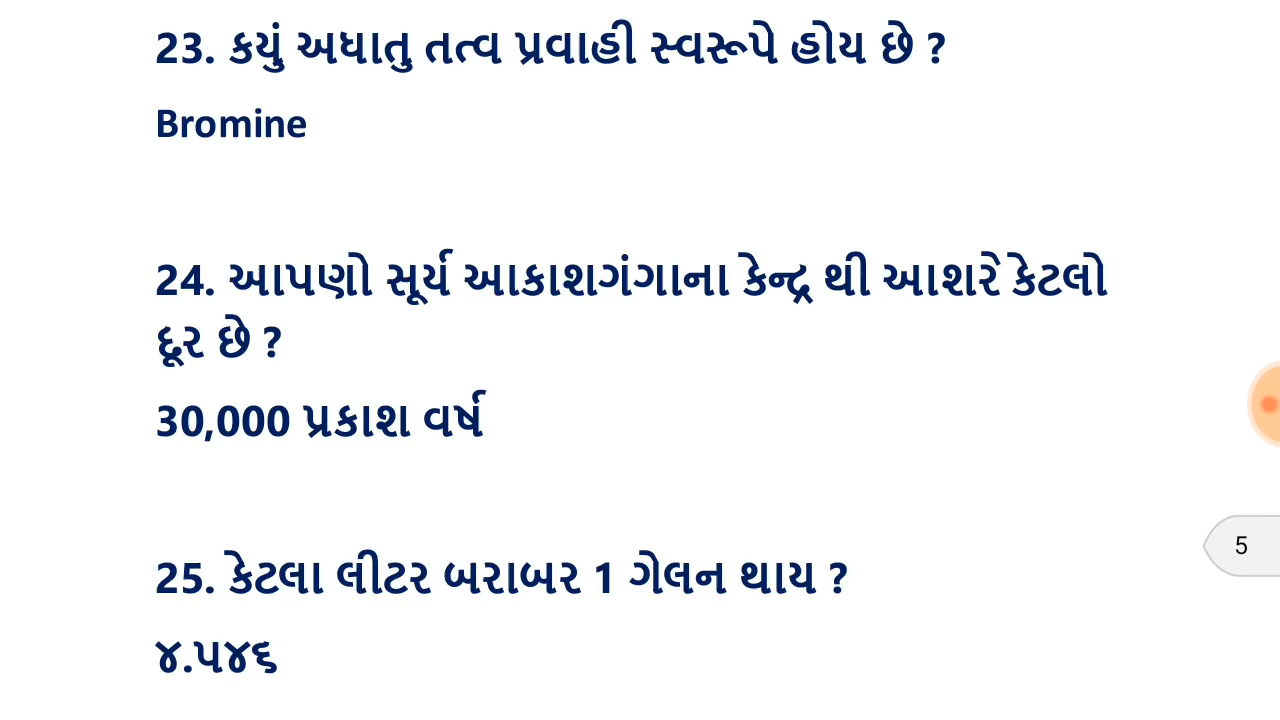 23. કયું અધાતુ તત્વ પ્રવાહી સ્વરૂપે હોય છે ?
Bromine
24. આપણો સૂર્ય આકાશગંગાના કેન્દ્ર થી આશરે કેટલો
દૂર છે ?
30,000 પ્રકાશ વર્ષ
5
25. કેટલા લીટર બરાબર 1 ગેલન થાય ?
૪.૫૪૬